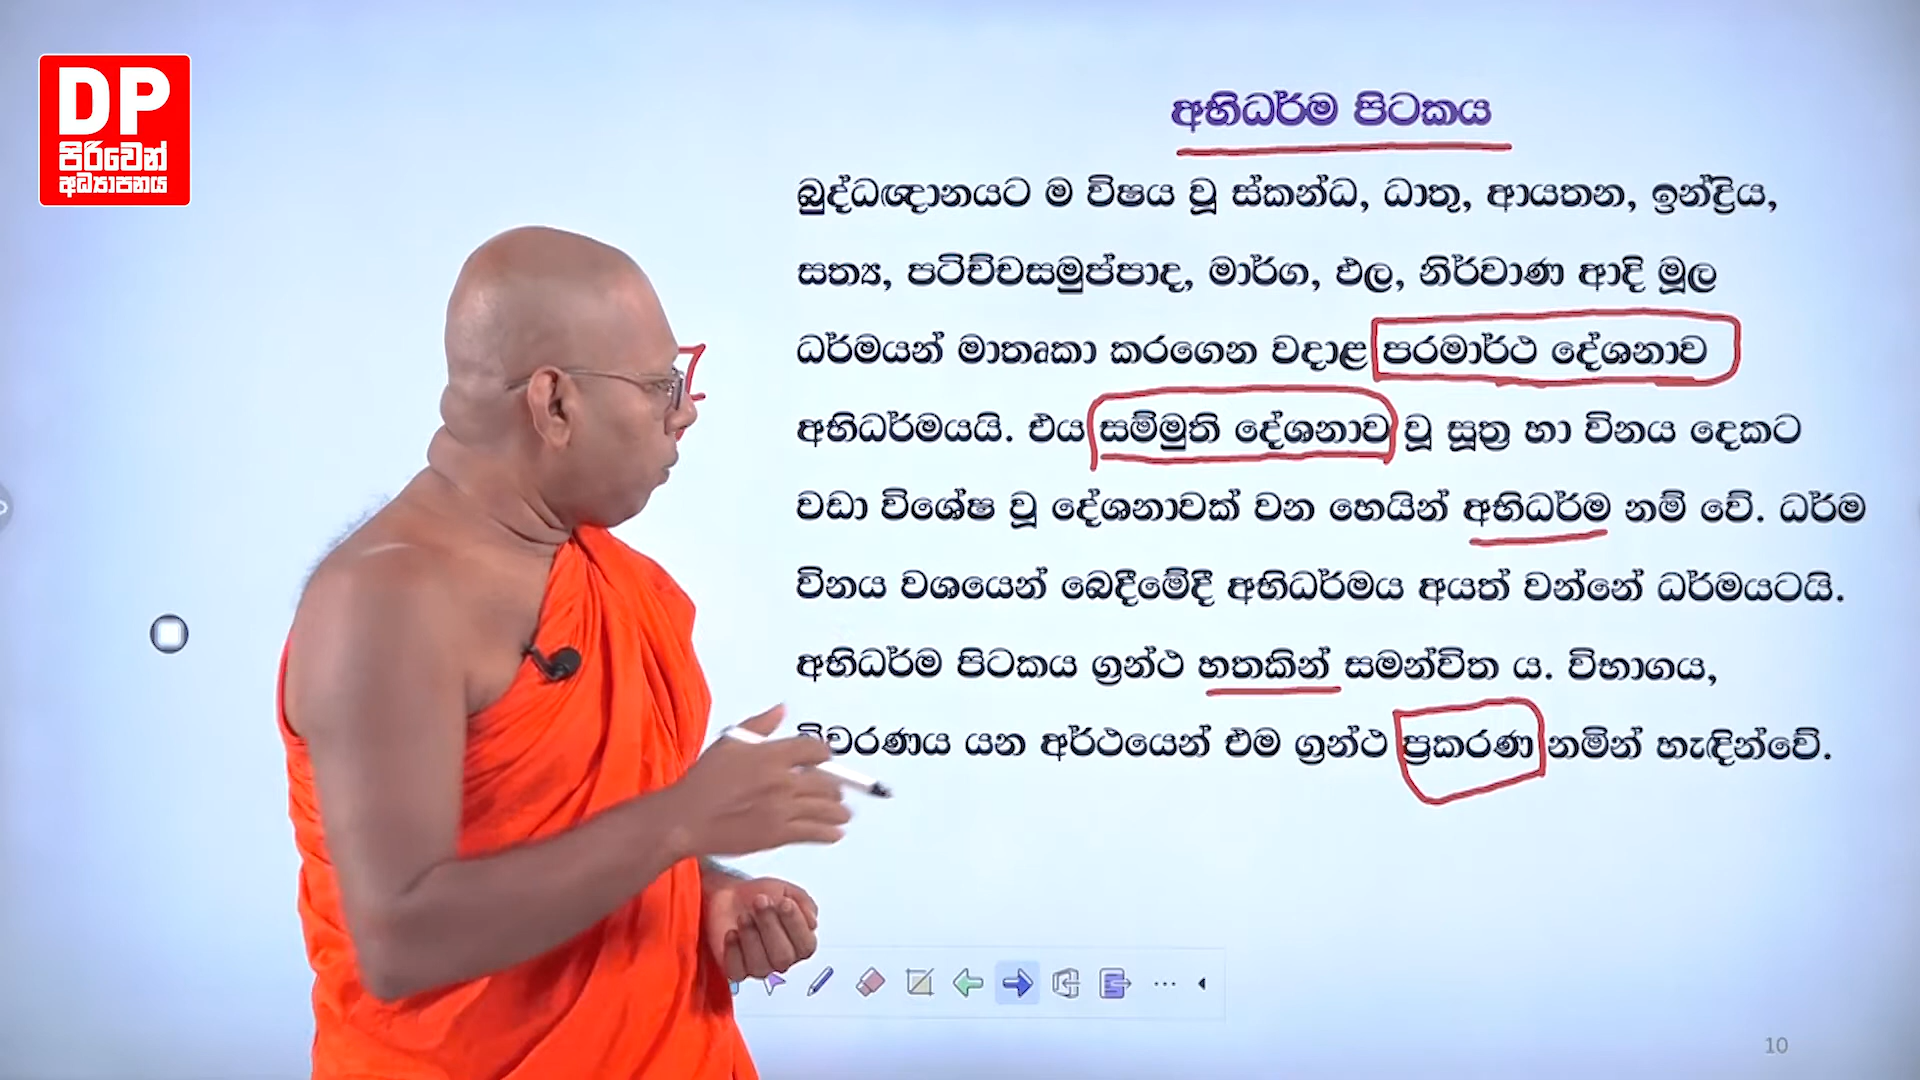 DP
පිරිවෙන්
අධ්‍යාපනය
අභිධර්ම පිටකය
බුද්ධඥානයට ම විෂය වූ ස්කන්ධ, ධාතු, ආයතන, ඉන්ද්‍රිය,
සත්‍ය, පටිච්චසමුප්පාද, මාර්ග, ඵල, නිර්වාණ ආදි මූල
ධර්මයන් මාතෘකා කරගෙන වදාළ පරමාර්ථ දේශනාව
අභිධර්මයයි. එය සම්මුති දේශනාව වූ සූත්‍ර හා විනය දෙකට
වඩා විශේෂ වූ දේශනාවක් වන හෙයින් අභිධර්ම නම් වේ. ධර්ම
විනය වශයෙන් බෙදීමේදී අභිධර්මය අයත් වන්නේ ධර්මයටයි.
අභිධර්ම පිටකය ග්‍රන්ථ හතකින් සමන්විත ය. විභාගය,
විවරණය යන අර්ථයෙන් එම ග්‍රන්ථ ප්‍රකරණ නමින් හැඳින්වේ.
10